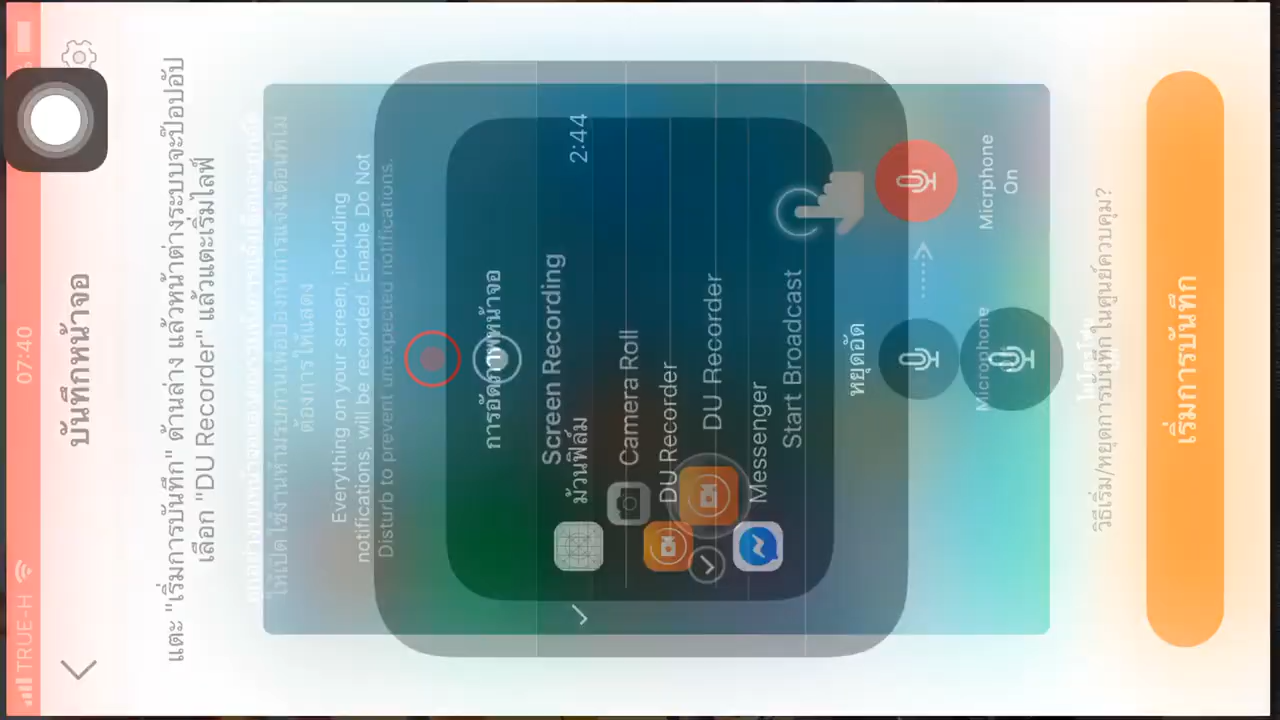 TRUE-H
07:40
บันทึกหน้าจอ
แตะ "เริ่มการบันทึก" ด้านล่าง แล้วหน้าต่างระบบจะป๊อปอัป
เลือก "DU Recorder" แล้วแตะเริ่มไลฟ์
ต้องการให้แสดง
Everything on your screen, including
notifications, will be recorded. Enable Do Not
Disturb to prevent unexpected notifications.
2:44
การอัดภาพหน้าจอ
Screen Recording
ม้วนฟิล์ม
Camera Roll
DU Recorder
DU Recorder
Messenger
Start Broadcast
หยุดอัด
Micrphone
On
Microphone
วิธีเริ่ม/หยุดการบันทึกในศูนย์ควบคุม?
เริ่มการบันทึก